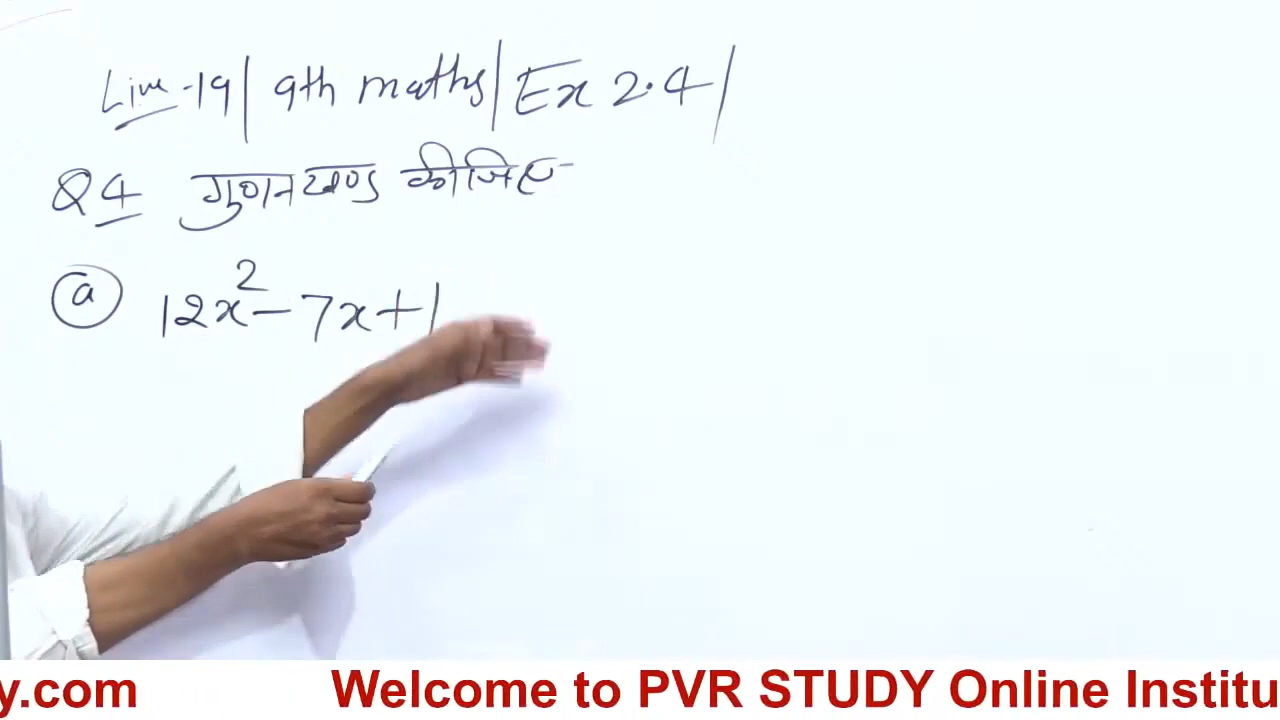 Live-19| 9th maths| Ex 2.4|
Q4 गुणनखण्ड कीजिए
(a) 12x²-7x+1
y.com Welcome to PVR STUDY Online Institu